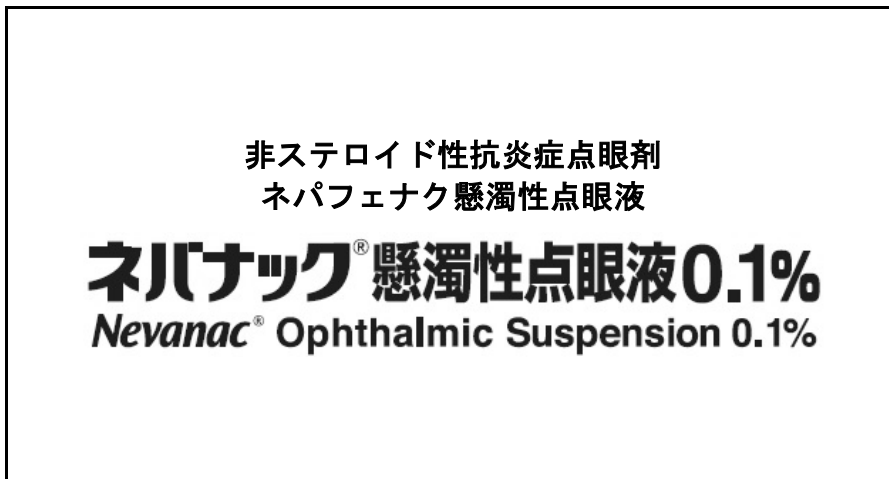 非ステロイド性抗炎症点眼剤
ネパフェナク懸濁性点眼液
ネバナック®懸濁性点眼液0.1%
Nevanac® Ophthalmic Suspension 0.1%